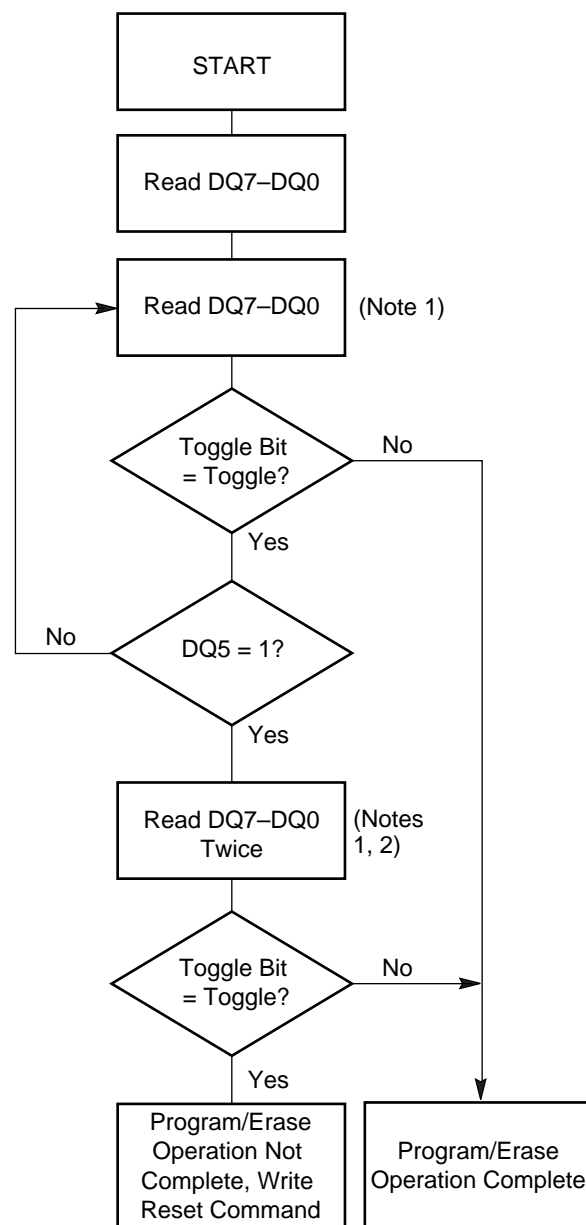 START
Read DQ7–DQ0
Read DQ7–DQ0
(Note 1)
Toggle Bit
= Toggle?
No
Yes
No
DQ5 = 1?
Yes
Read DQ7–DQ0
Twice
(Notes
1, 2)
Toggle Bit
= Toggle?
No
Yes
Program/Erase
Operation Not
Complete, Write
Reset Command
Program/Erase
Operation Complete